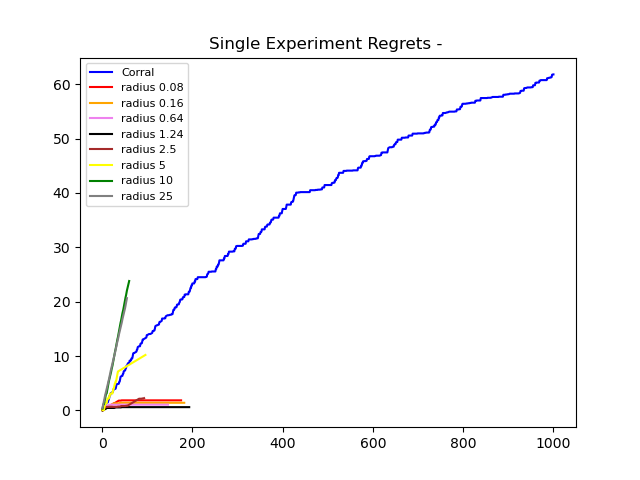 Single Experiment Regrets -
Corral
radius 0.08
radius 0.16
radius 0.64
radius 1.24
radius 2.5
radius 5
radius 10
radius 25
60
50
40
30
20
10
0
0 200 400 600 800 1000